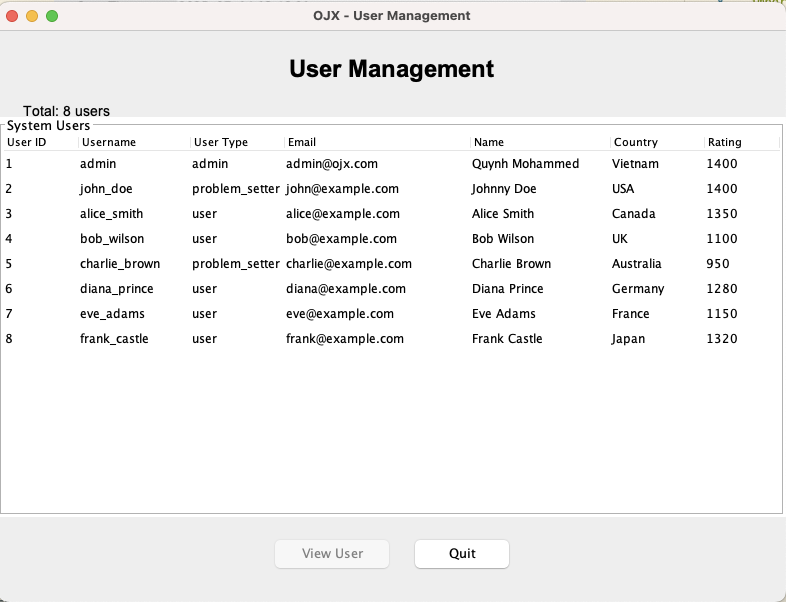 OJX - User Management
User Management
Total: 8 users
System Users
User ID Username User Type Email Name Country Rating
1 admin admin admin@ojx.com Quynh Mohammed Vietnam 1400
2 john_doe problem_setter john@example.com Johnny Doe USA 1400
3 alice_smith user alice@example.com Alice Smith Canada 1350
4 bob_wilson user bob@example.com Bob Wilson UK 1100
5 charlie_brown problem_setter charlie@example.com Charlie Brown Australia 950
6 diana_prince user diana@example.com Diana Prince Germany 1280
7 eve_adams user eve@example.com Eve Adams France 1150
8 frank_castle user frank@example.com Frank Castle Japan 1320
View User Quit